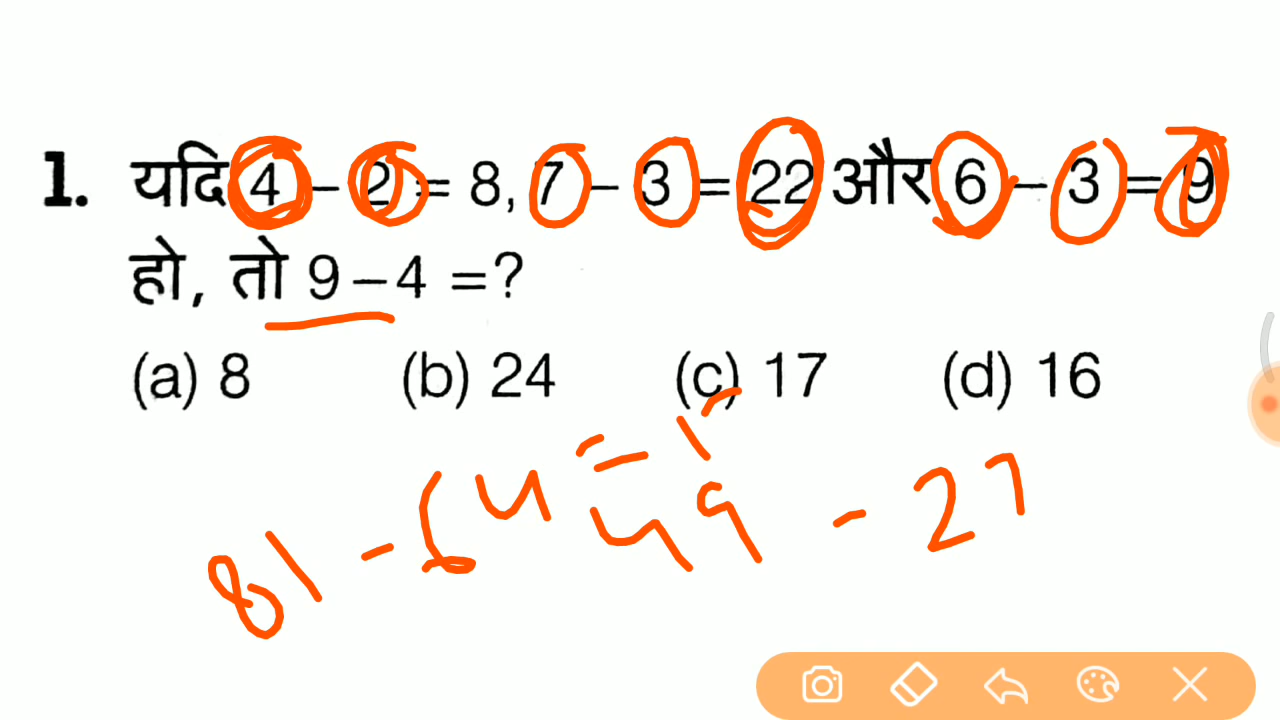 1. यदि 4 – 2 = 8, 7 – 3 = 22 और 6 – 3 = 9
हो, तो 9 – 4 = ?
(a) 8 (b) 24 (c) 17 (d) 16
81 - 64 =
49 - 27